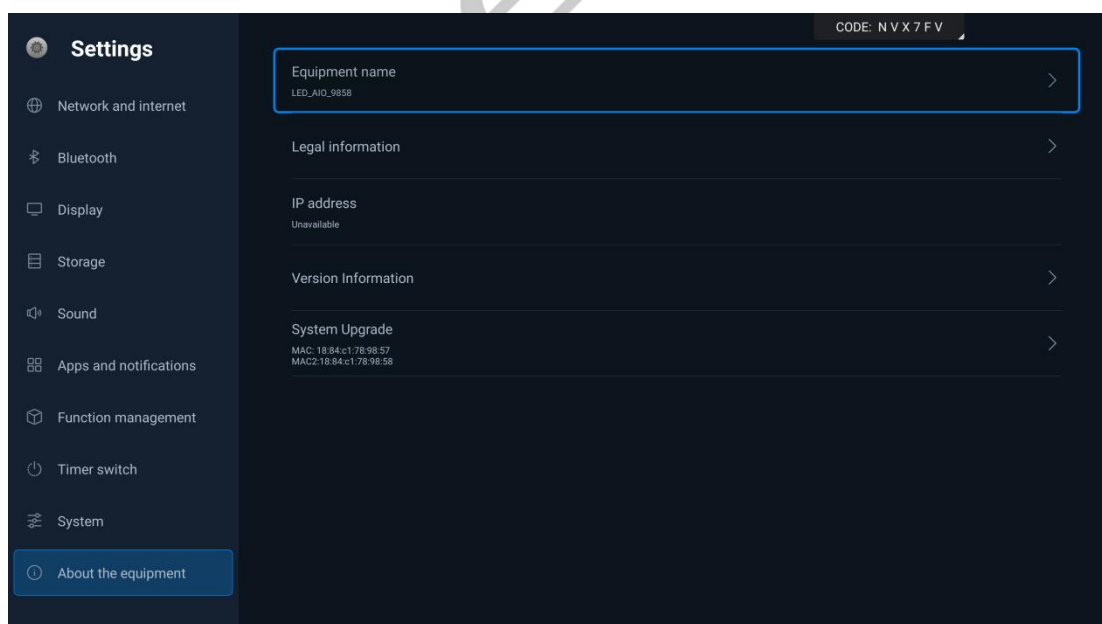 CODE: N V X 7 F V
Settings
Network and internet
Bluetooth
Display
Storage
Sound
Apps and notifications
Function management
Timer switch
System
About the equipment
Equipment name
LED_AIO_9858
Legal information
IP address
Unavailable
Version Information
System Upgrade
MAC: 18:84:c1:78:98:57
MAC2:18:84:c1:78:98:58